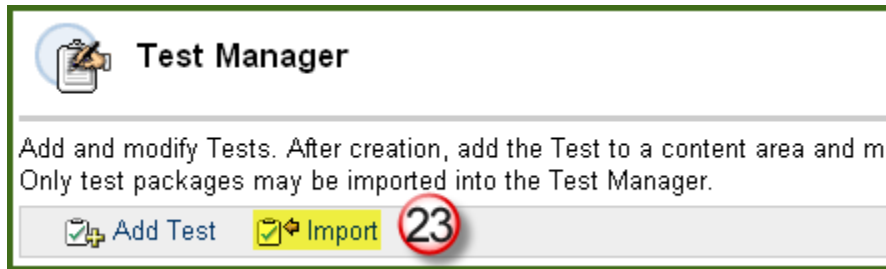 Test Manager
Add and modify Tests. After creation, add the Test to a content area and m
Only test packages may be imported into the Test Manager.
Add Test Import 23